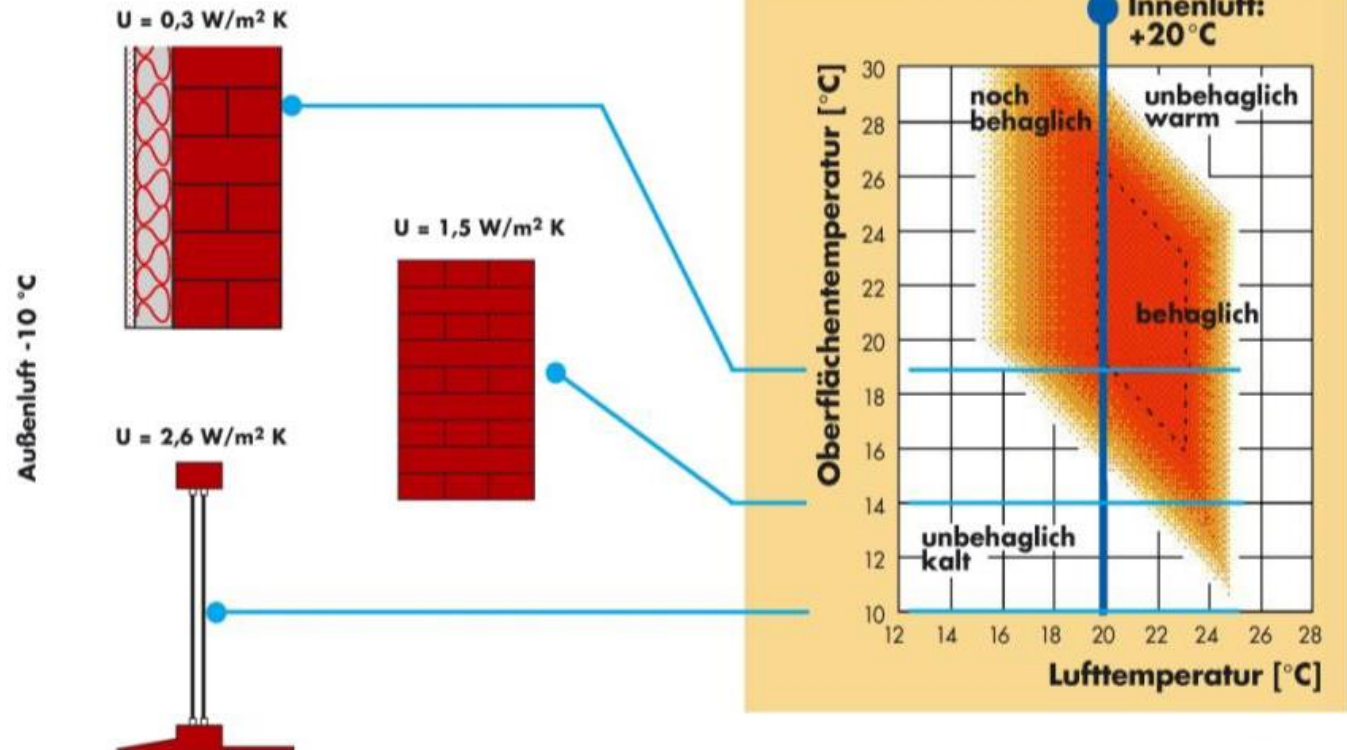 U = 0,3 W/m² K
U = 1,5 W/m² K
U = 2,6 W/m² K
Außenluft -10 °C
Innenluft:
+20°C
Oberflächentemperatur [°C]
30
28
26
24
22
20
18
16
14
12
10
noch
behaglich
unbehaglich
warm
behaglich
unbehaglich
kalt
12 14 16 18 20 22 24 26 28
Lufttemperatur [°C]